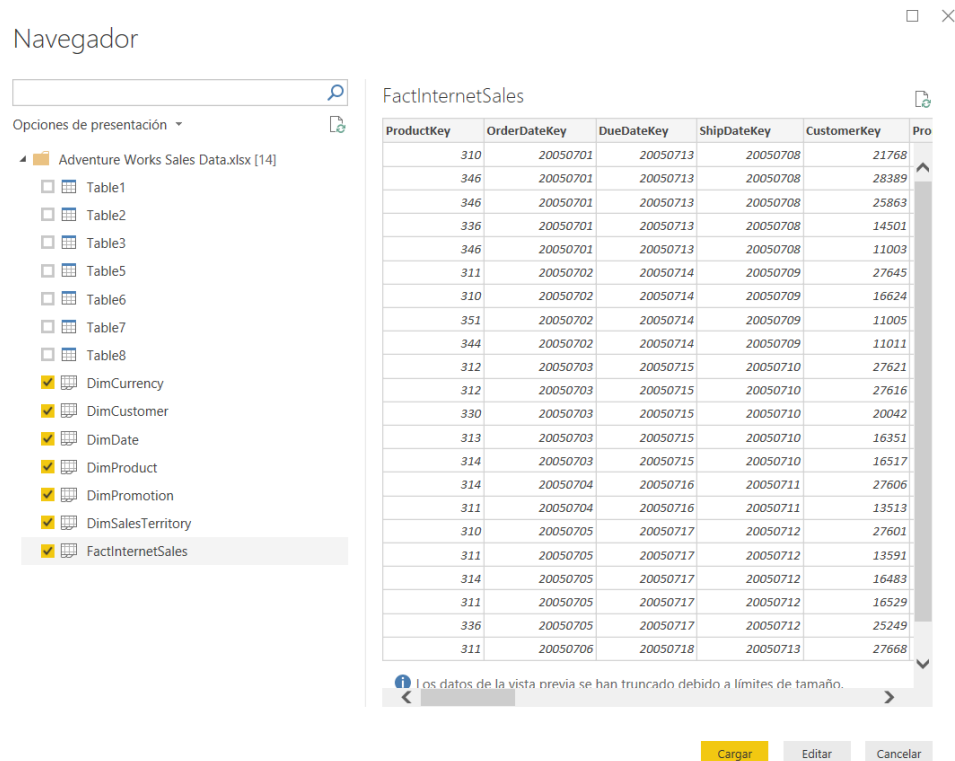 Navegador
Opciones de presentación
Adventure Works Sales Data.xlsx [14]
Table1
Table2
Table3
Table5
Table6
Table7
Table8
DimCurrency
DimCustomer
DimDate
DimProduct
DimPromotion
DimSalesTerritory
FactInternetSales
FactInternetSales
ProductKey OrderDateKey DueDateKey ShipDateKey CustomerKey Pro
310 20050701 20050713 20050708 21768
346 20050701 20050713 20050708 28389
346 20050701 20050713 20050708 25863
336 20050701 20050713 20050708 14501
346 20050701 20050713 20050708 11003
311 20050702 20050714 20050709 27645
310 20050702 20050714 20050709 16624
351 20050702 20050714 20050709 11005
344 20050702 20050714 20050709 11011
312 20050703 20050715 20050710 27621
312 20050703 20050715 20050710 27616
330 20050703 20050715 20050710 20042
313 20050703 20050715 20050710 16351
314 20050703 20050715 20050710 16517
314 20050704 20050716 20050711 27606
311 20050704 20050716 20050711 13513
310 20050705 20050717 20050712 27601
311 20050705 20050717 20050712 13591
314 20050705 20050717 20050712 16483
311 20050705 20050717 20050712 16529
336 20050705 20050717 20050712 25249
311 20050706 20050718 20050713 27668
Los datos de la vista previa se han truncado debido a límites de tamaño.
Cargar Editar Cancelar